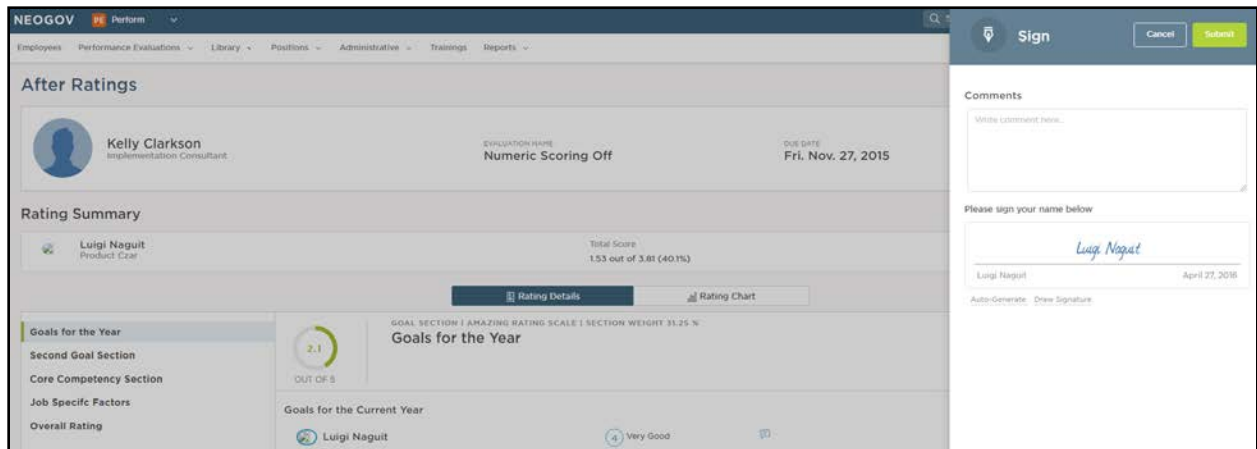 NEOGOV PE Perform
Employees Performance Evaluations Library Positions Administrative Trainings Reports
After Ratings
Kelly Clarkson
Implementation Consultant
EVALUATION NAME
Numeric Scoring Off
DUE DATE
Fri. Nov. 27, 2015
Rating Summary
Luigi Naguit
Product Czar
Total Score
1.53 out of 3.81 (40.1%)
Rating Details Rating Chart
Goals for the Year
Second Goal Section
Core Competency Section
Job Specifc Factors
Overall Rating
2.1
OUT OF 5
GOAL SECTION | AMAZING RATING SCALE | SECTION WEIGHT 31.25 %
Goals for the Year
Goals for the Current Year
Luigi Naguit 4 Very Good
Sign Cancel Submit
Comments
Write comment here...
Please sign your name below
Luigi Naguit
Luigi Naguit April 27, 2016
Auto-Generate Draw Signature